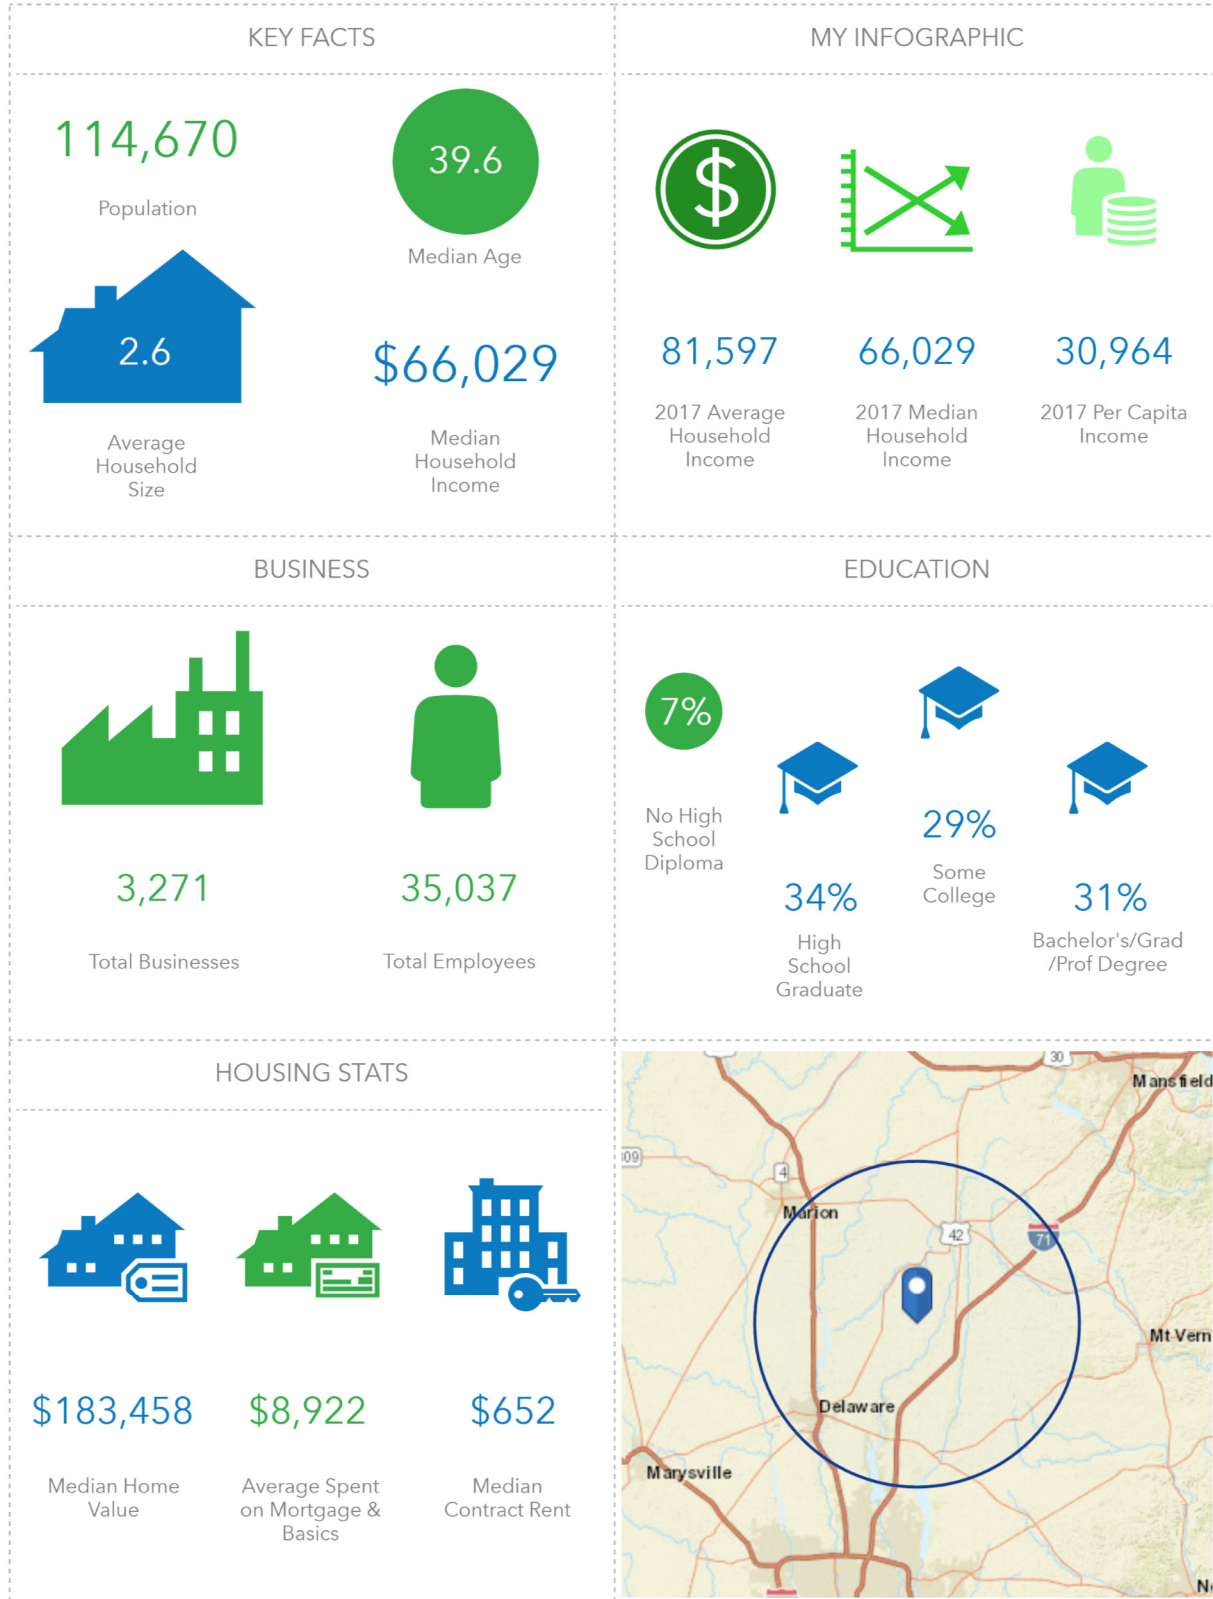 KEY FACTS
114,670
Population
39.6
Median Age
2.6
Average
Household
Size
$66,029
Median
Household
Income
MY INFOGRAPHIC
81,597
2017 Average
Household
Income
66,029
2017 Median
Household
Income
30,964
2017 Per Capita
Income
BUSINESS
3,271
Total Businesses
35,037
Total Employees
EDUCATION
7%
No High
School
Diploma
34%
High
School
Graduate
29%
Some
College
31%
Bachelor's/Grad
/Prof Degree
HOUSING STATS
$183,458
Median Home
Value
$8,922
Average Spent
on Mortgage &
Basics
$652
Median
Contract Rent
30
Mansfield
309
4
Marion
42
71
Mt Vern
Delaware
Marysville